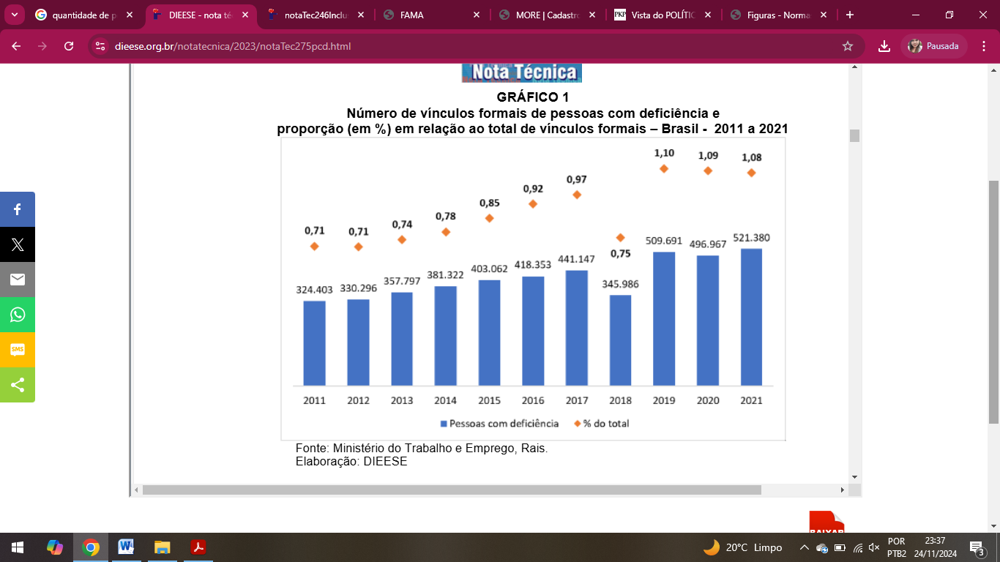 quantidade de p
DIEESE - nota té
notaTec246Inclu
FAMA
MORE | Cadastro
PKP Vista do POLÍTIC
Figuras - Norma
dieese.org.br/notatecnica/2023/notaTec275pcd.html
Pausada
Nota Técnica
GRÁFICO 1
Número de vínculos formais de pessoas com deficiência e
proporção (em %) em relação ao total de vínculos formais – Brasil - 2011 a 2021
1,10 1,09 1,08
0,97
0,92
0,85
0,78
0,74
0,71 0,71
0,75
324.403 330.296 357.797 381.322 403.062 418.353 441.147 345.986 509.691 496.967 521.380
2011 2012 2013 2014 2015 2016 2017 2018 2019 2020 2021
Pessoas com deficiência % do total
Fonte: Ministério do Trabalho e Emprego, Rais.
Elaboração: DIEESE
SMS
BAIXAR
20°C Limpo
POR
PTB2
23:37
24/11/2024
3